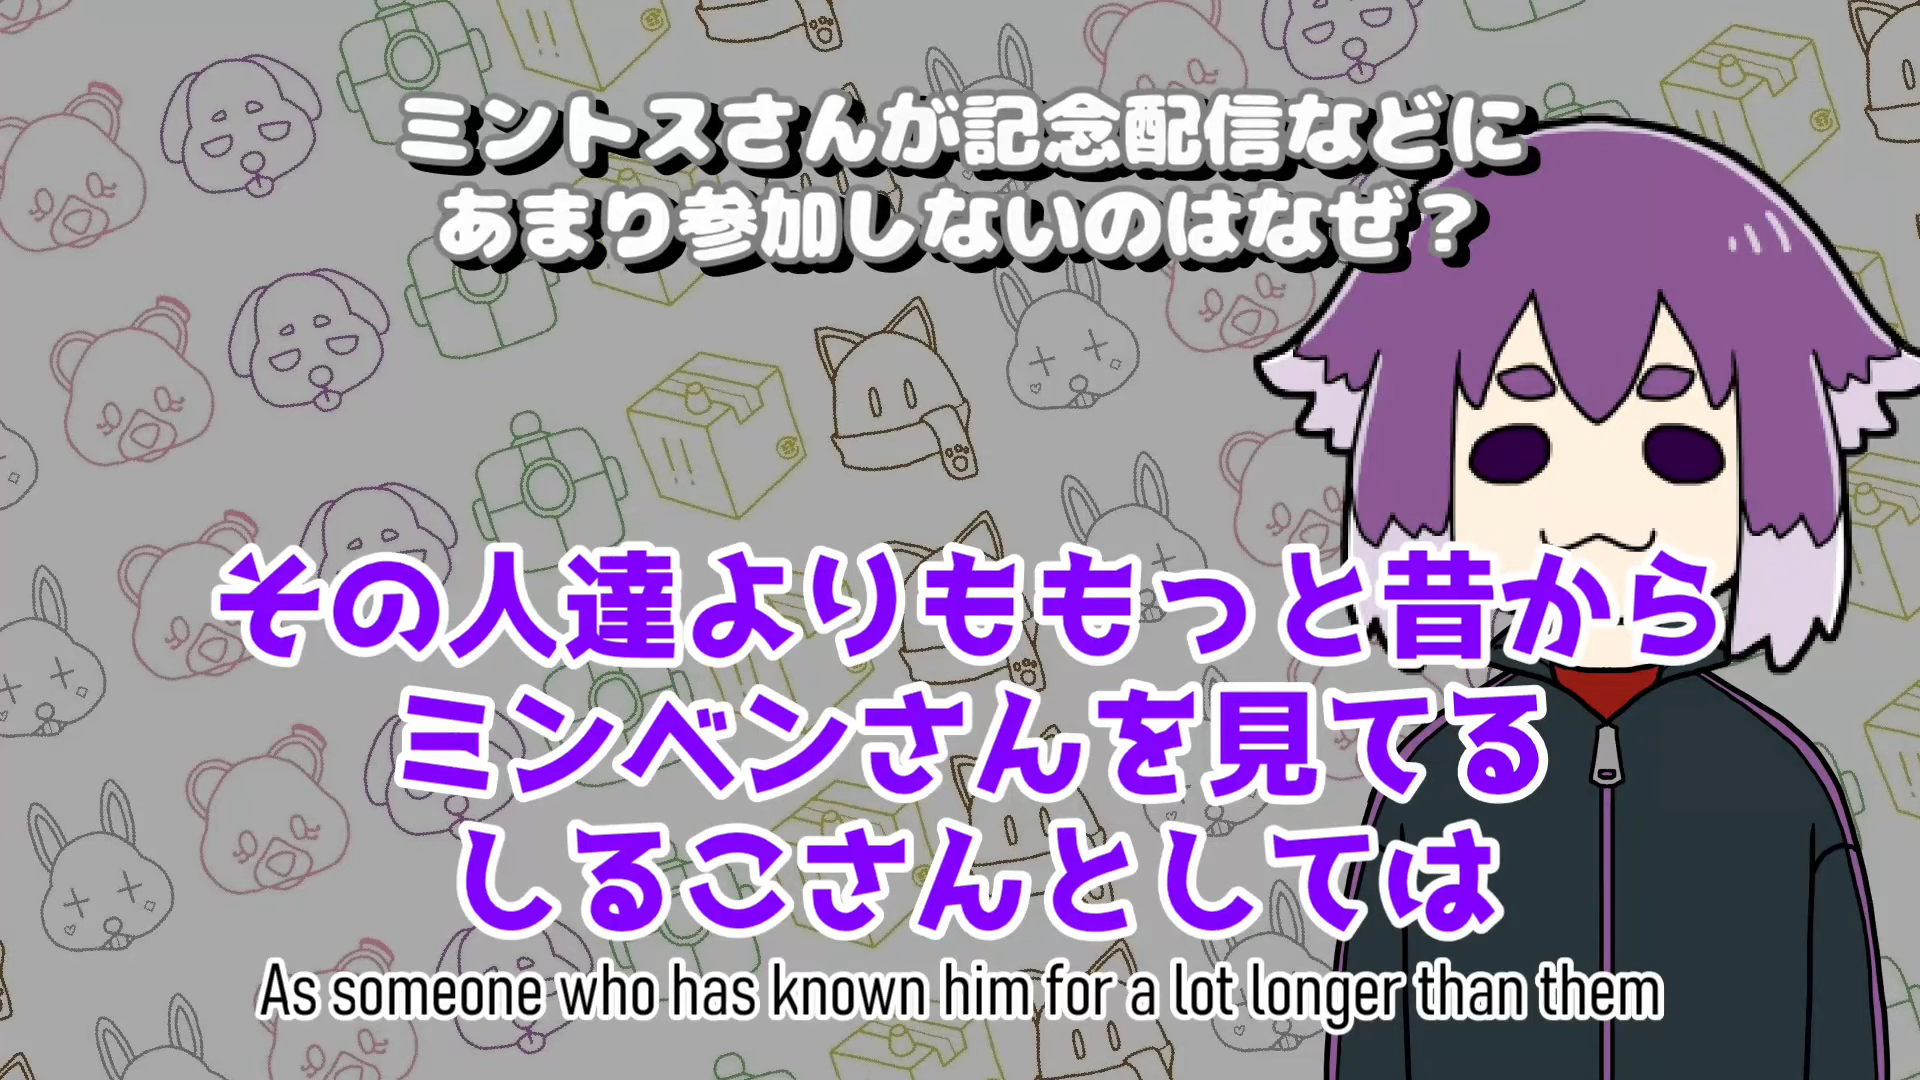 ミントスさんが記念配信などに
あまり参加しないのはなぜ？
その人達よりももっと昔から
ミンベンさんを見てる
しるこさんとしては
As someone who has known him for a lot longer than them